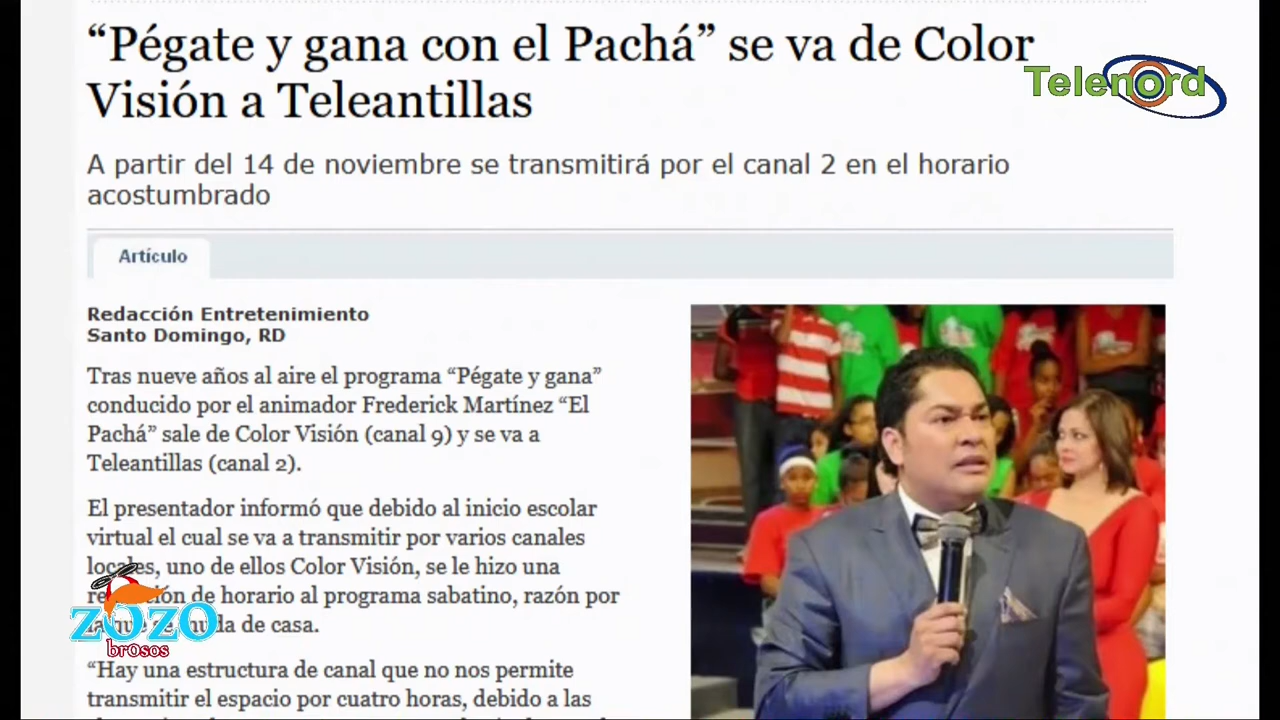 “Pégate y gana con el Pachá” se va de Color
Visión a Teleantillas
Telenord
A partir del 14 de noviembre se transmitirá por el canal 2 en el horario
acostumbrado
Artículo
Redacción Entretenimiento
Santo Domingo, RD
Tras nueve años al aire el programa “Pégate y gana”
conducido por el animador Frederick Martínez “El
Pachá” sale de Color Visión (canal 9) y se va a
Teleantillas (canal 2).
El presentador informó que debido al inicio escolar
virtual el cual se va a transmitir por varios canales
locales, uno de ellos Color Visión, se le hizo una
de horario al programa sabatino, razón por
de casa.
“Hay una estructura de canal que no nos permite
transmitir el espacio por cuatro horas, debido a las
ZOZO
brosos